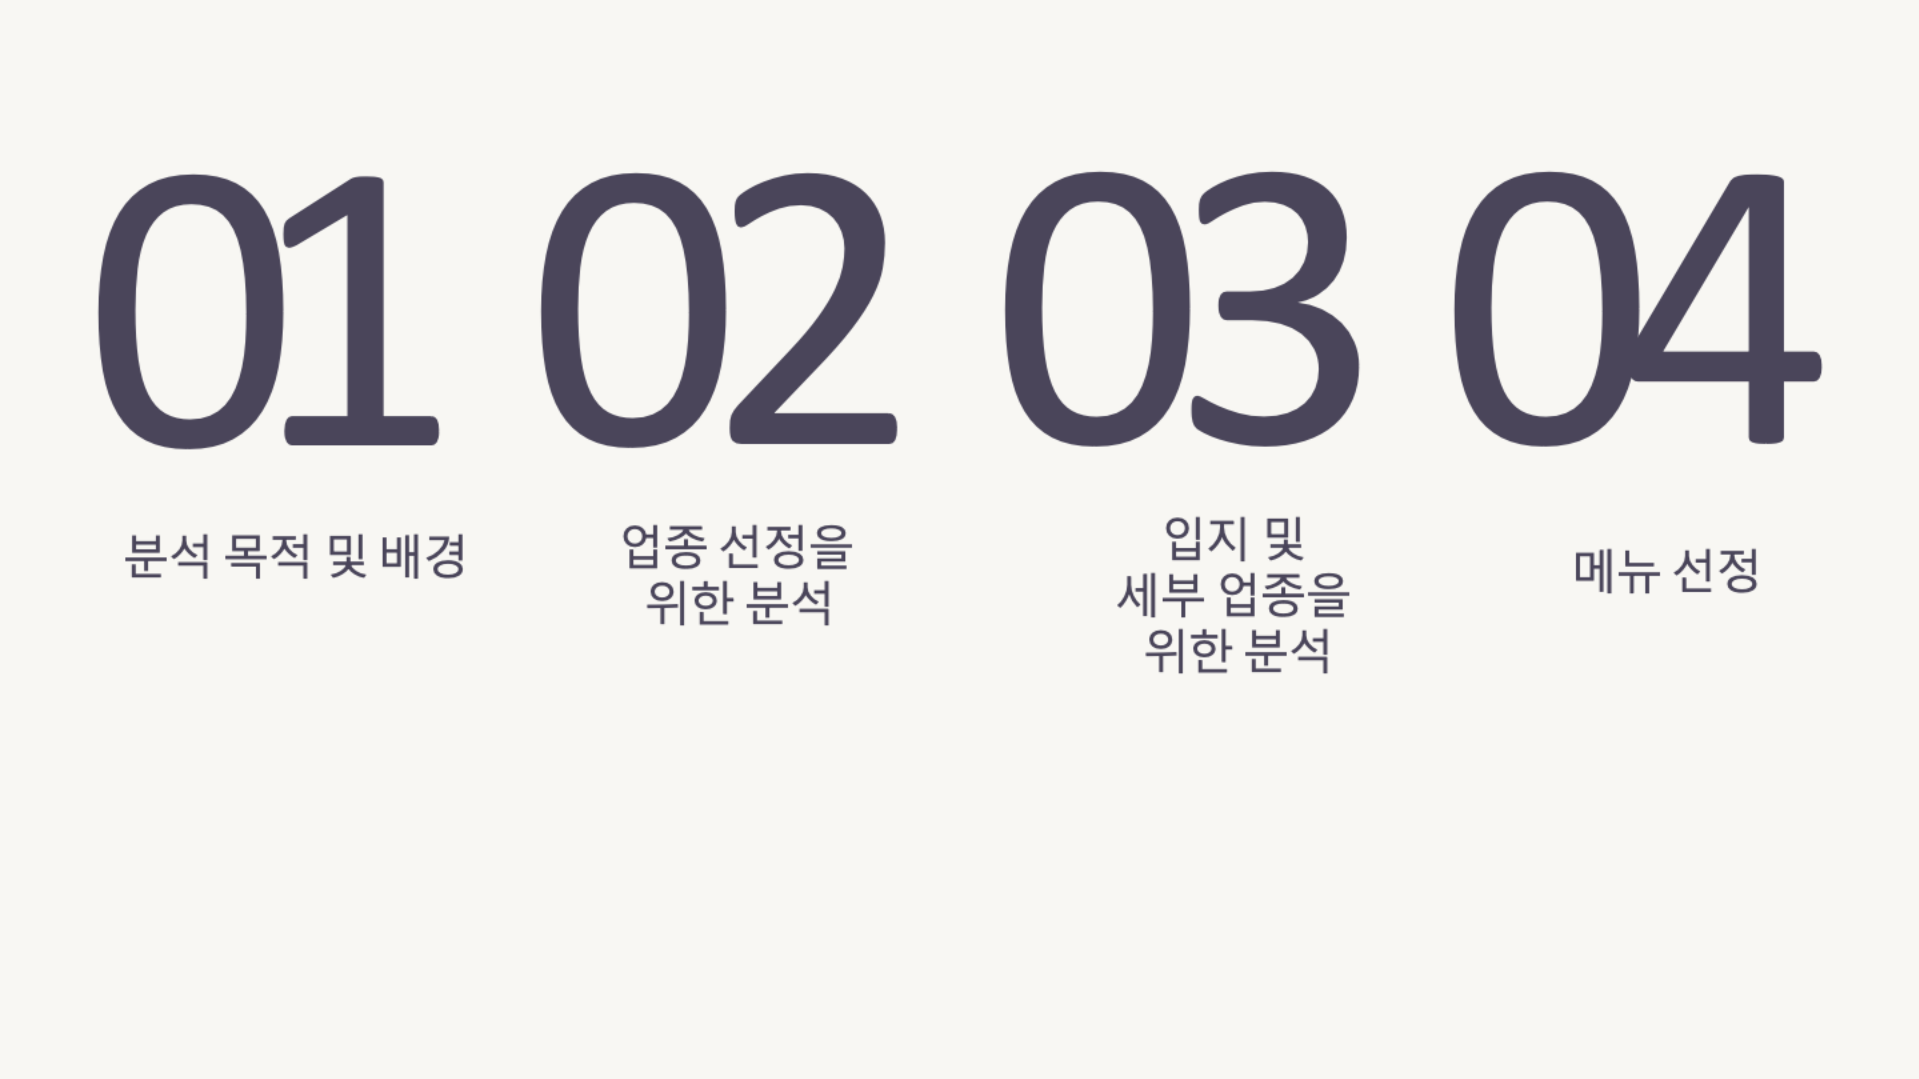 01
분석 목적 및 배경
02
업종 선정을
위한 분석
03
입지 및
세부 업종을
위한 분석
04
메뉴 선정